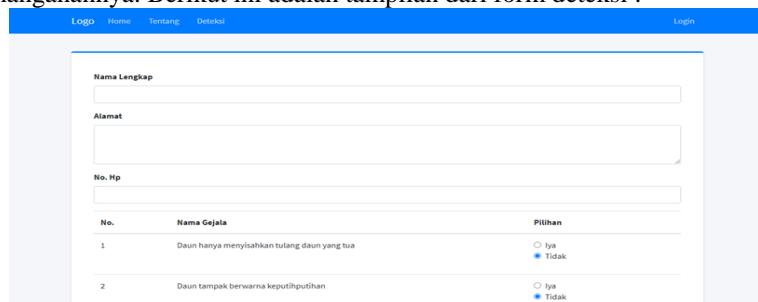 nanganannya. Berikut ini adalah tampilan dari form deteksi :
Logo Home Tentang Deteksi Login
Nama Lengkap
Alamat
No. Hp
No. Nama Gejala Pilihan
1 Daun hanya menyisahkan tulang daun yang tua Iya
Tidak
2 Daun tampak berwarna keputihputihan Iya
Tidak